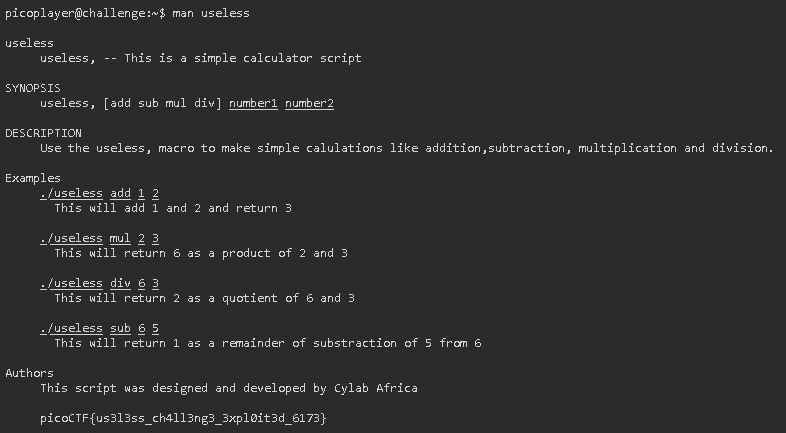 picoplayer@challenge:~$ man useless
useless
useless, -- This is a simple calculator script
SYNOPSIS
useless, [add sub mul div] number1 number2
DESCRIPTION
Use the useless, macro to make simple calulations like addition,subtraction, multiplication and division.
Examples
./useless add 1 2
This will add 1 and 2 and return 3
./useless mul 2 3
This will return 6 as a product of 2 and 3
./useless div 6 3
This will return 2 as a quotient of 6 and 3
./useless sub 6 5
This will return 1 as a remainder of substraction of 5 from 6
Authors
This script was designed and developed by Cylab Africa
picoCTF{us3l3ss_ch4ll3ng3_3xpl0it3d_6173}